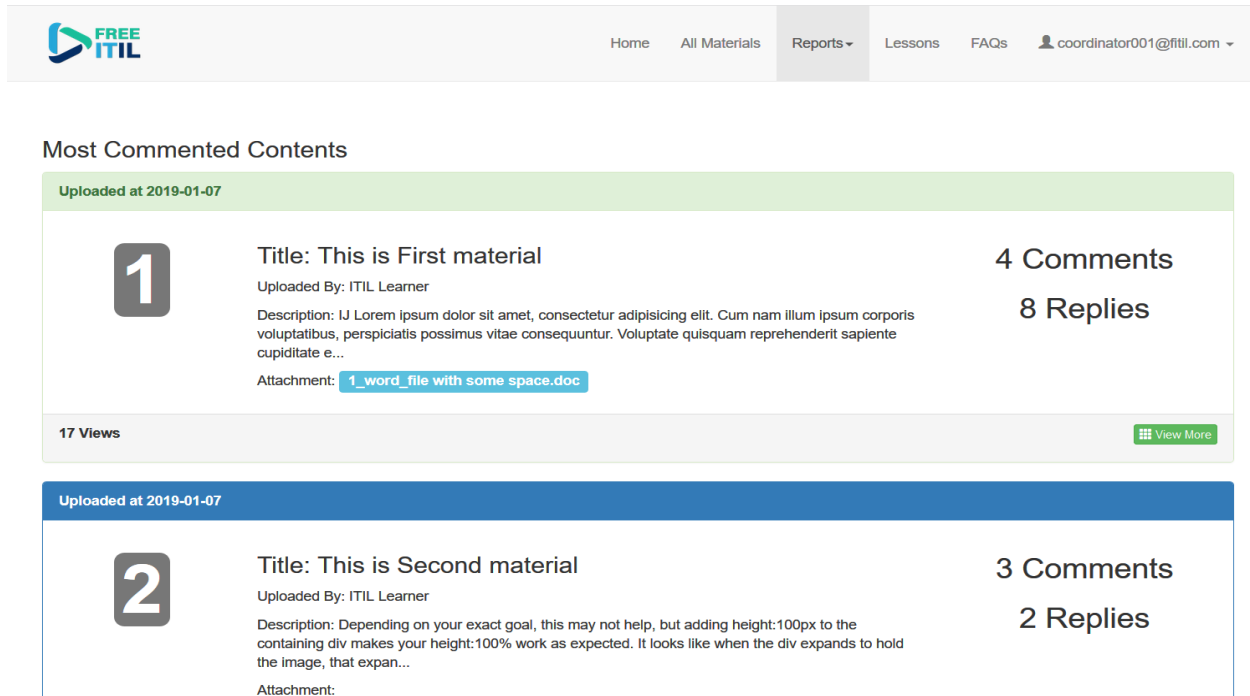 FREE
ITIL
Home All Materials Reports Lessons FAQs coordinator001@fitil.com
Most Commented Contents
Uploaded at 2019-01-07
1
Title: This is First material
Uploaded By: ITIL Learner
Description: IJ Lorem ipsum dolor sit amet, consectetur adipisicing elit. Cum nam illum ipsum corporis
voluptatibus, perspiciatis possimus vitae consequuntur. Voluptate quisquam reprehenderit sapiente
cupiditate e...
Attachment: 1_word_file with some space.doc
4 Comments
8 Replies
17 Views
View More
Uploaded at 2019-01-07
2
Title: This is Second material
Uploaded By: ITIL Learner
Description: Depending on your exact goal, this may not help, but adding height:100px to the
containing div makes your height:100% work as expected. It looks like when the div expands to hold
the image, that expan...
Attachment:
3 Comments
2 Replies